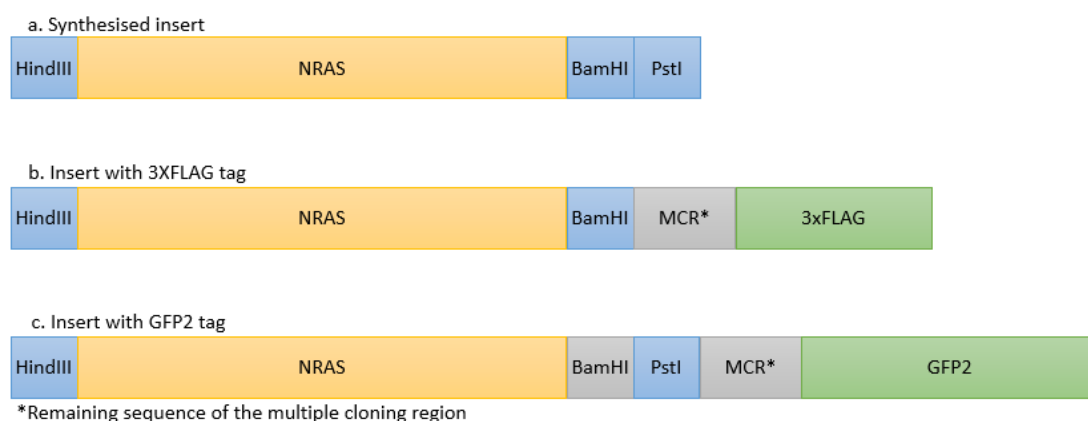 a. Synthesised insert
HindIII NRAS BamHI PstI
b. Insert with 3XFLAG tag
HindIII NRAS BamHI MCR* 3xFLAG
c. Insert with GFP2 tag
HindIII NRAS BamHI PstI MCR* GFP2
*Remaining sequence of the multiple cloning region